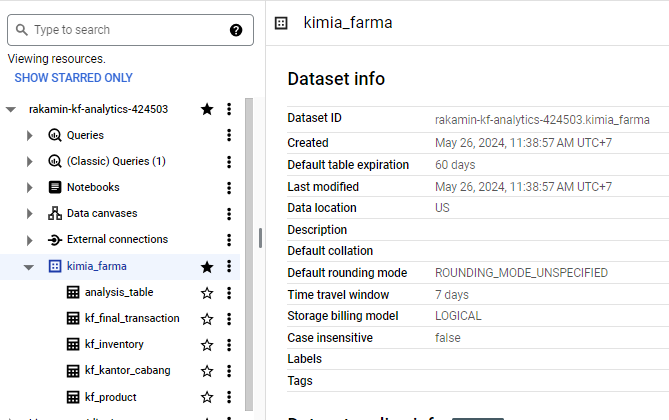 Type to search
Viewing resources.
SHOW STARRED ONLY
rakamin-kf-analytics-424503
Queries
(Classic) Queries (1)
Notebooks
Data canvases
External connections
kimia_farma
analysis_table
kf_final_transaction
kf_inventory
kf_kantor_cabang
kf_product
kimia_farma
Dataset info
Dataset ID rakamin-kf-analytics-424503.kimia_farma
Created May 26, 2024, 11:38:57 AM UTC+7
Default table expiration 60 days
Last modified May 26, 2024, 11:38:57 AM UTC+7
Data location US
Description
Default collation
Default rounding mode ROUNDING_MODE_UNSPECIFIED
Time travel window 7 days
Storage billing model LOGICAL
Case insensitive false
Labels
Tags